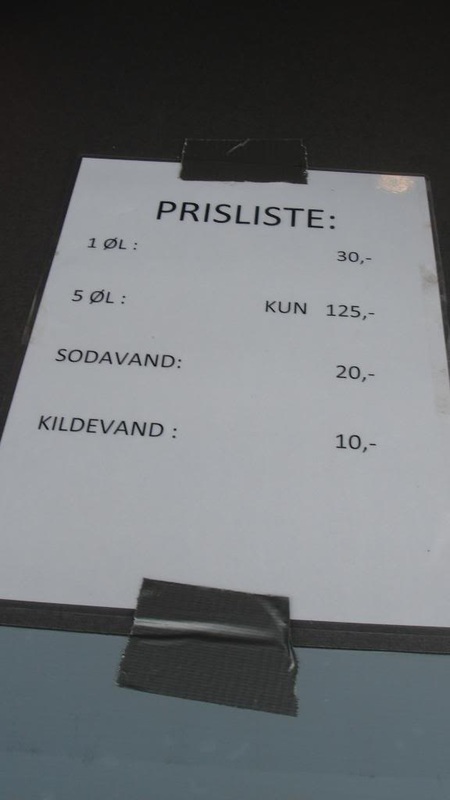 PRISLISTE:
1 ØL : 30,-
5 ØL : KUN 125,-
SODAVAND: 20,-
KILDEVAND : 10,-